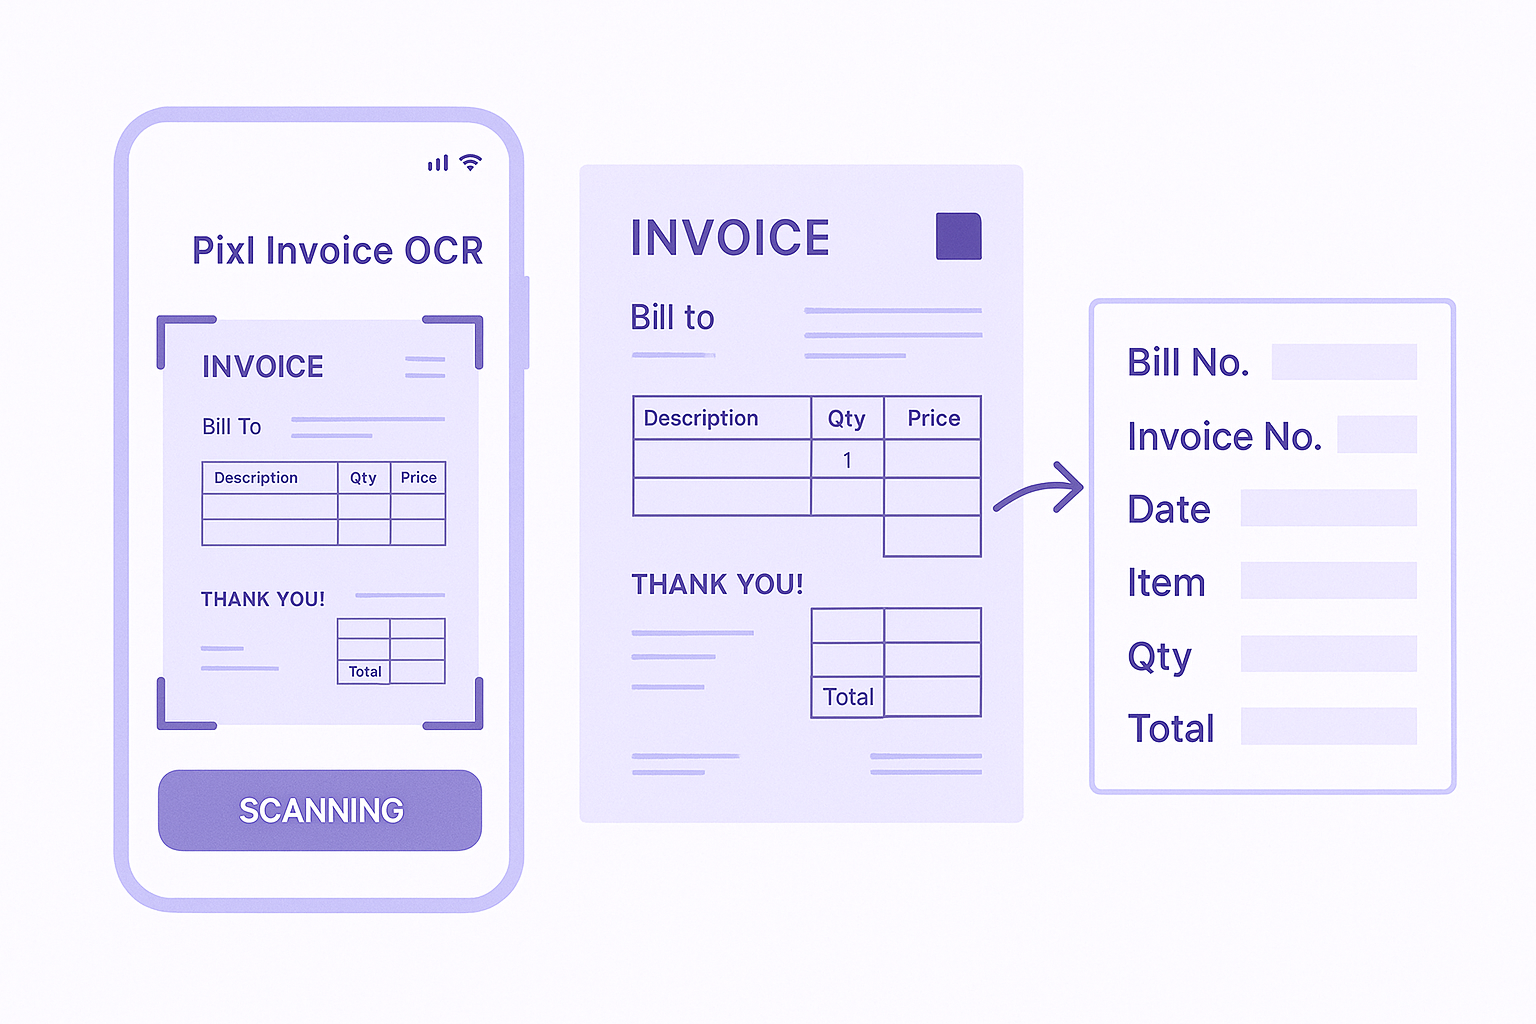 Pixl Invoice OCR
INVOICE
Bill To
Description Qty Price
THANK YOU!
Total
SCANNING
INVOICE
Bill to
Description Qty Price
1
THANK YOU!
Total
Bill No.
Invoice No.
Date
Item
Qty
Total